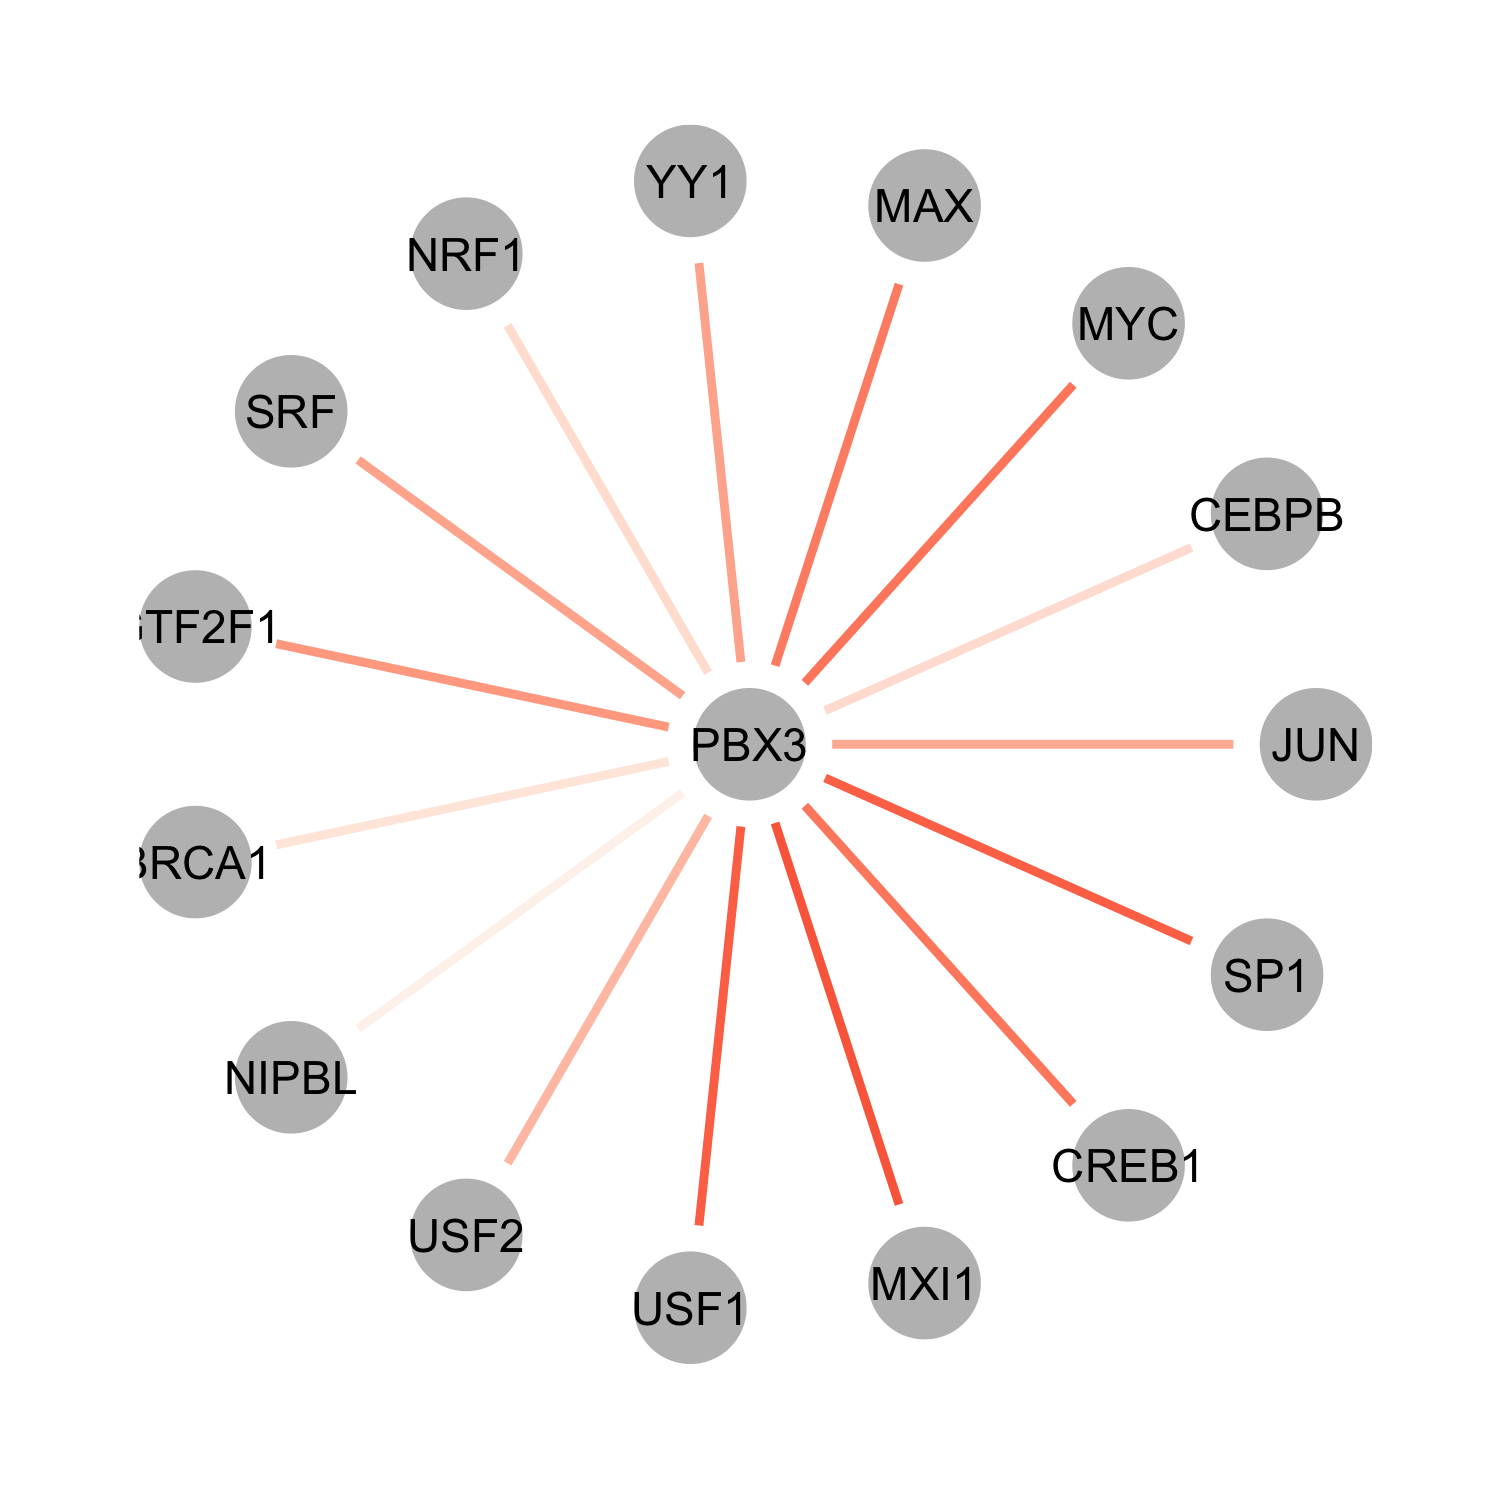 YY1
MAX
NRF1
MYC
SRF
CEBPB
GTF2F1
PBX3
JUN
BRCA1
SP1
NIPBL
CREB1
USF2
MXI1
USF1